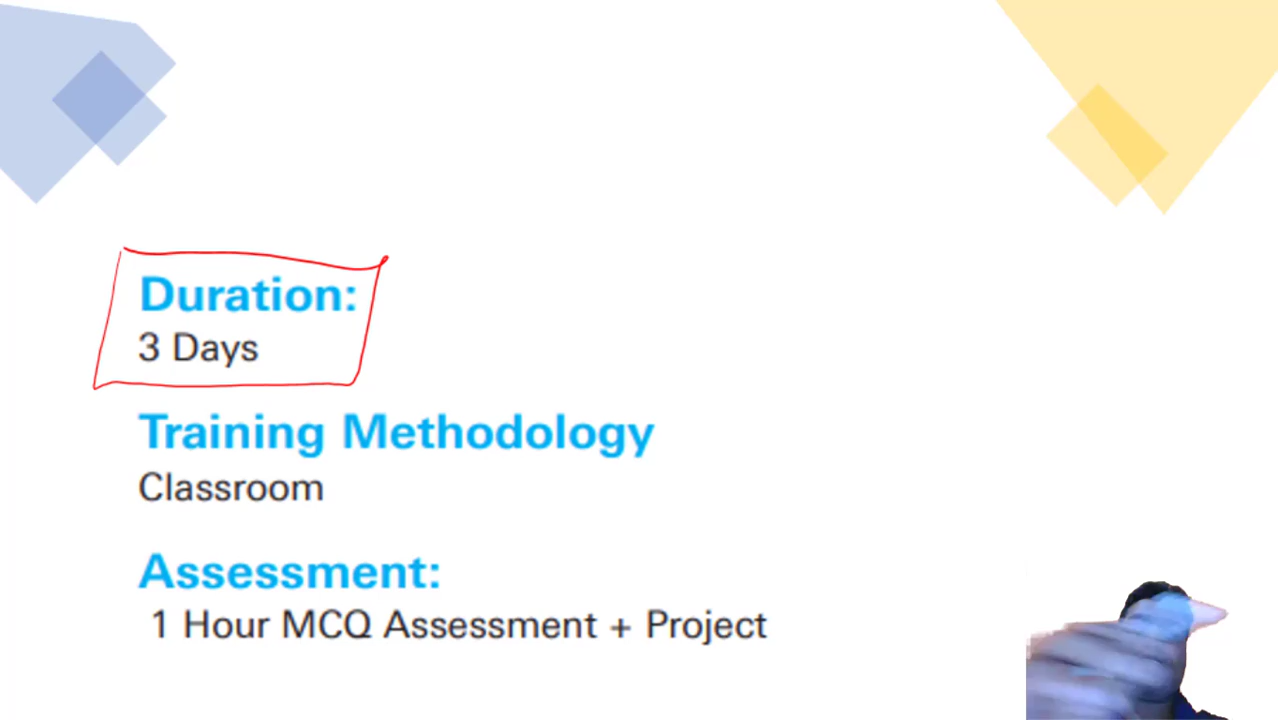 Duration:
3 Days
Training Methodology
Classroom
Assessment:
1 Hour MCQ Assessment + Project